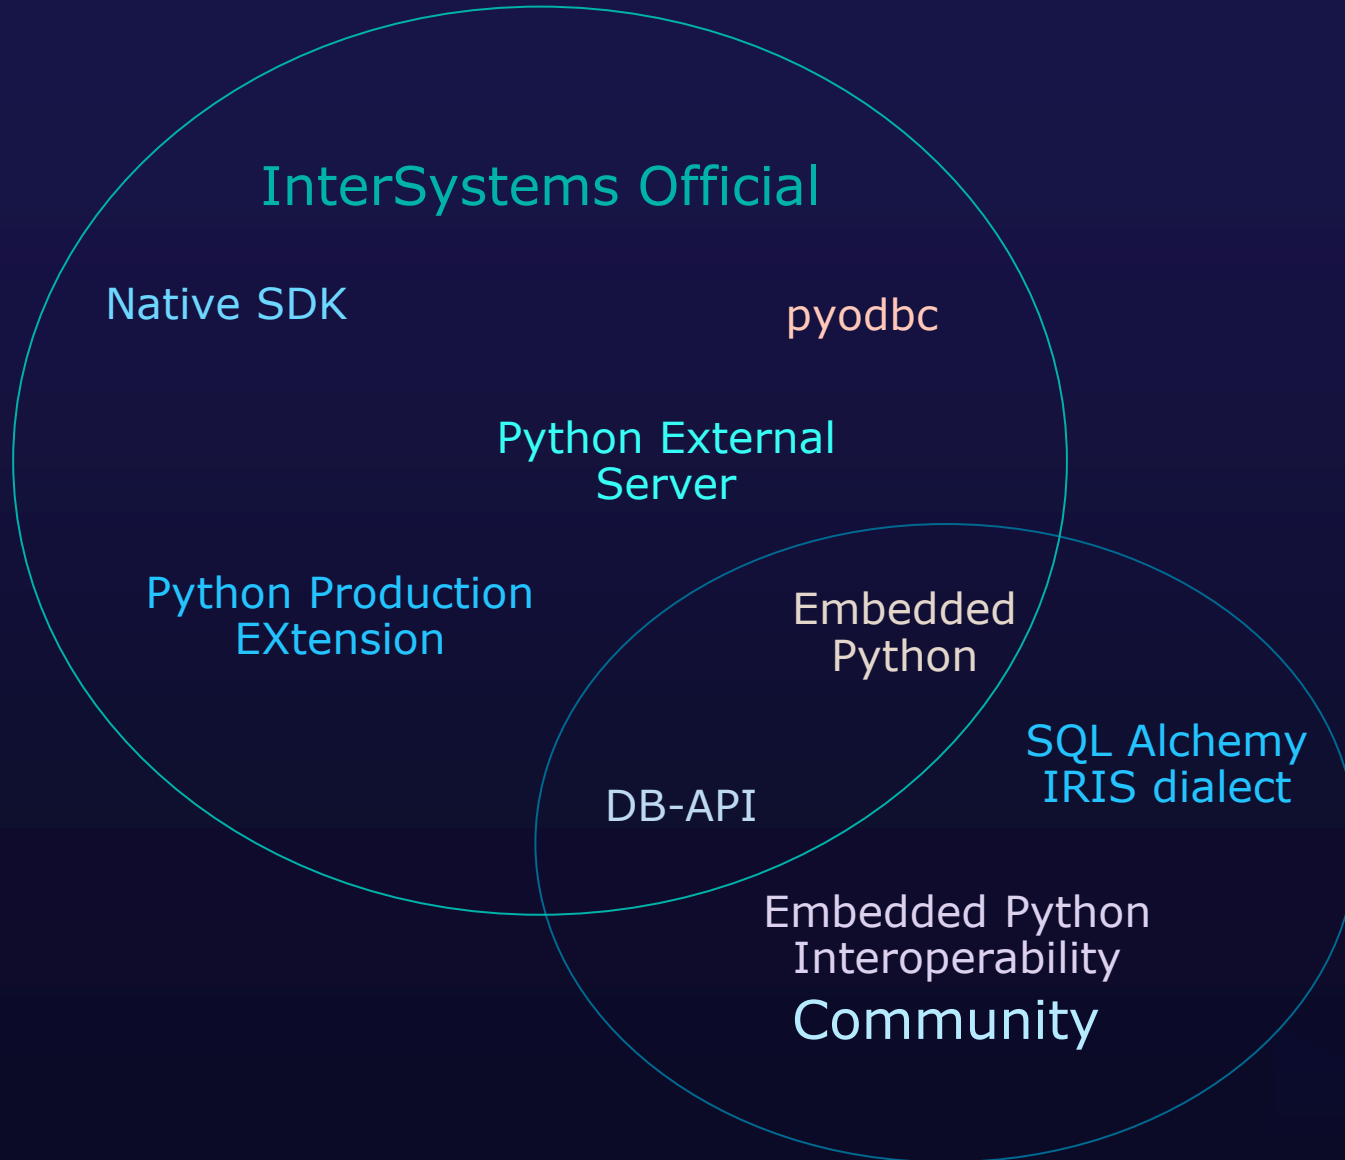 InterSystems Official
Native SDK
pyodbc
Python External
Server
Python Production
EXtension
Embedded
Python
SQL Alchemy
IRIS dialect
DB-API
Embedded Python
Interoperability
Community